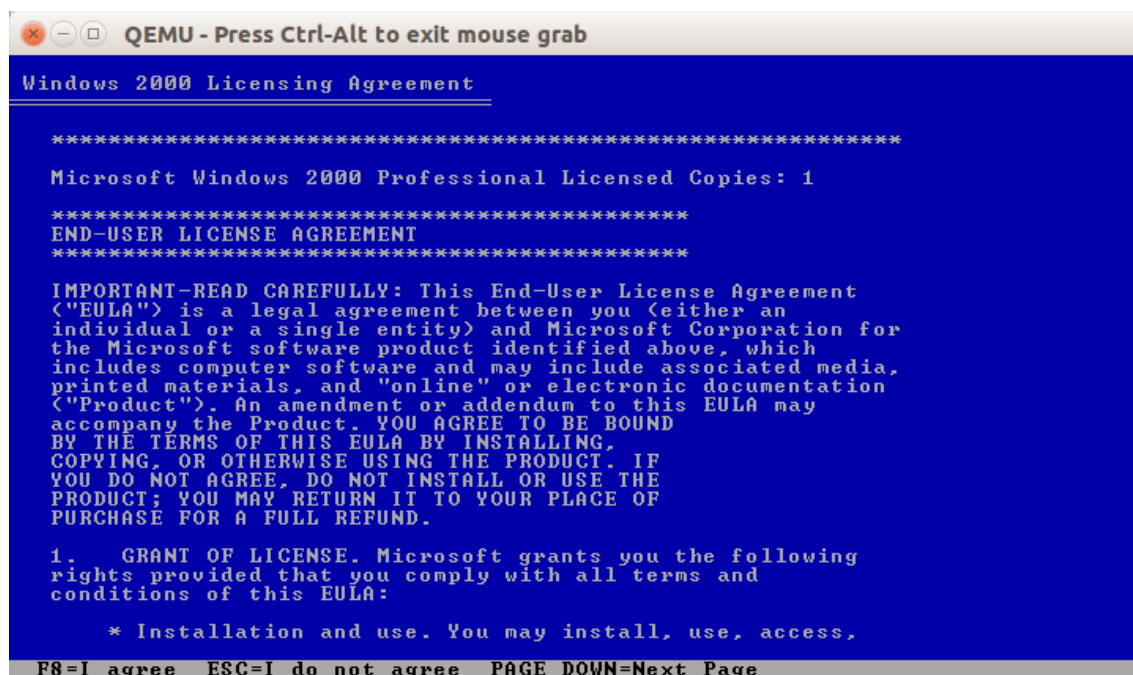 QEMU - Press Ctrl-Alt to exit mouse grab
Windows 2000 Licensing Agreement
************************************************************
Microsoft Windows 2000 Professional Licensed Copies: 1
*********************************************
END-USER LICENSE AGREEMENT
*********************************************
IMPORTANT-READ CAREFULLY: This End-User License Agreement
("EULA") is a legal agreement between you (either an
individual or a single entity) and Microsoft Corporation for
the Microsoft software product identified above, which
includes computer software and may include associated media,
printed materials, and "online" or electronic documentation
("Product"). An amendment or addendum to this EULA may
accompany the Product. YOU AGREE TO BE BOUND
BY THE TERMS OF THIS EULA BY INSTALLING,
COPYING, OR OTHERWISE USING THE PRODUCT. IF
YOU DO NOT AGREE, DO NOT INSTALL OR USE THE
PRODUCT; YOU MAY RETURN IT TO YOUR PLACE OF
PURCHASE FOR A FULL REFUND.
1. GRANT OF LICENSE. Microsoft grants you the following
rights provided that you comply with all terms and
conditions of this EULA:
* Installation and use. You may install, use, access,
F8=I agree ESC=I do not agree PAGE DOWN=Next Page